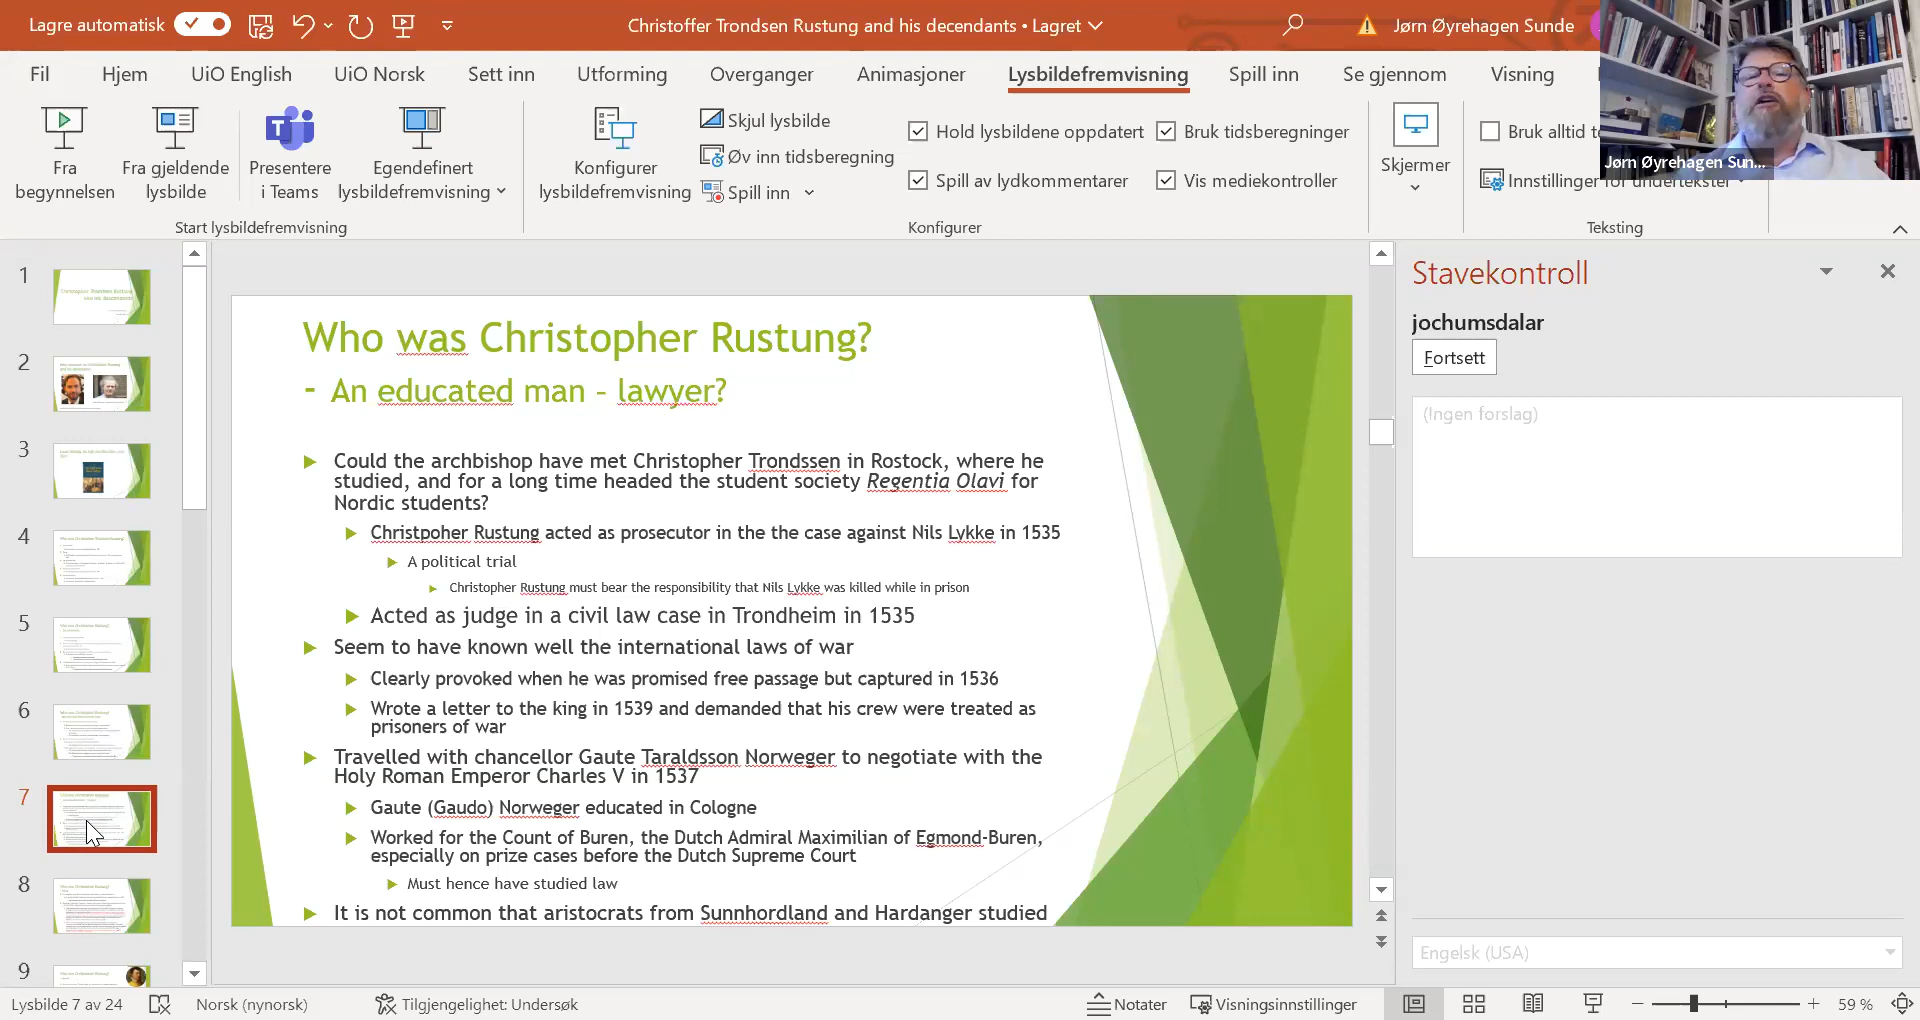 Lagre automatisk
Christoffer Trondsen Rustung and his decendants • Lagret
Jørn Øyrehagen Sunde
Fil Hjem UiO English UiO Norsk Sett inn Utforming Overganger Animasjoner Lysbildefremvisning Spill inn Se gjennom Visning
Fra begynnelsen
Fra gjeldende lysbilde
Presentere i Teams
Egendefinert lysbildefremvisning
Start lysbildefremvisning
Konfigurer lysbildefremvisning
Skjul lysbilde
Øv inn tidsberegning
Spill inn
Hold lysbildene oppdatert
Spill av lydkommentarer
Bruk tidsberegninger
Vis mediekontroller
Konfigurer
Skjermer
Bruk alltid
Innstillinger for undertekster
Teksting
Jørn Øyrehagen Sun...
1
2
3
4
5
6
7
8
9
Who was Christopher Rustung?
- An educated man – lawyer?
Could the archbishop have met Christopher Trondssen in Rostock, where he
studied, and for a long time headed the student society Regentia Olavi for
Nordic students?
Christpoher Rustung acted as prosecutor in the the case against Nils Lykke in 1535
A political trial
Christopher Rustung must bear the responsibility that Nils Lykke was killed while in prison
Acted as judge in a civil law case in Trondheim in 1535
Seem to have known well the international laws of war
Clearly provoked when he was promised free passage but captured in 1536
Wrote a letter to the king in 1539 and demanded that his crew were treated as
prisoners of war
Travelled with chancellor Gaute Taraldsson Norweger to negotiate with the
Holy Roman Emperor Charles V in 1537
Gaute (Gaudo) Norweger educated in Cologne
Worked for the Count of Buren, the Dutch Admiral Maximilian of Egmond-Buren,
especially on prize cases before the Dutch Supreme Court
Must hence have studied law
It is not common that aristocrats from Sunnhordland and Hardanger studied
Stavekontroll
jochumsdalar
Fortsett
(Ingen forslag)
Engelsk (USA)
Lysbilde 7 av 24
Norsk (nynorsk)
Tilgjengelighet: Undersøk
Notater
Visningsinnstillinger
59 %